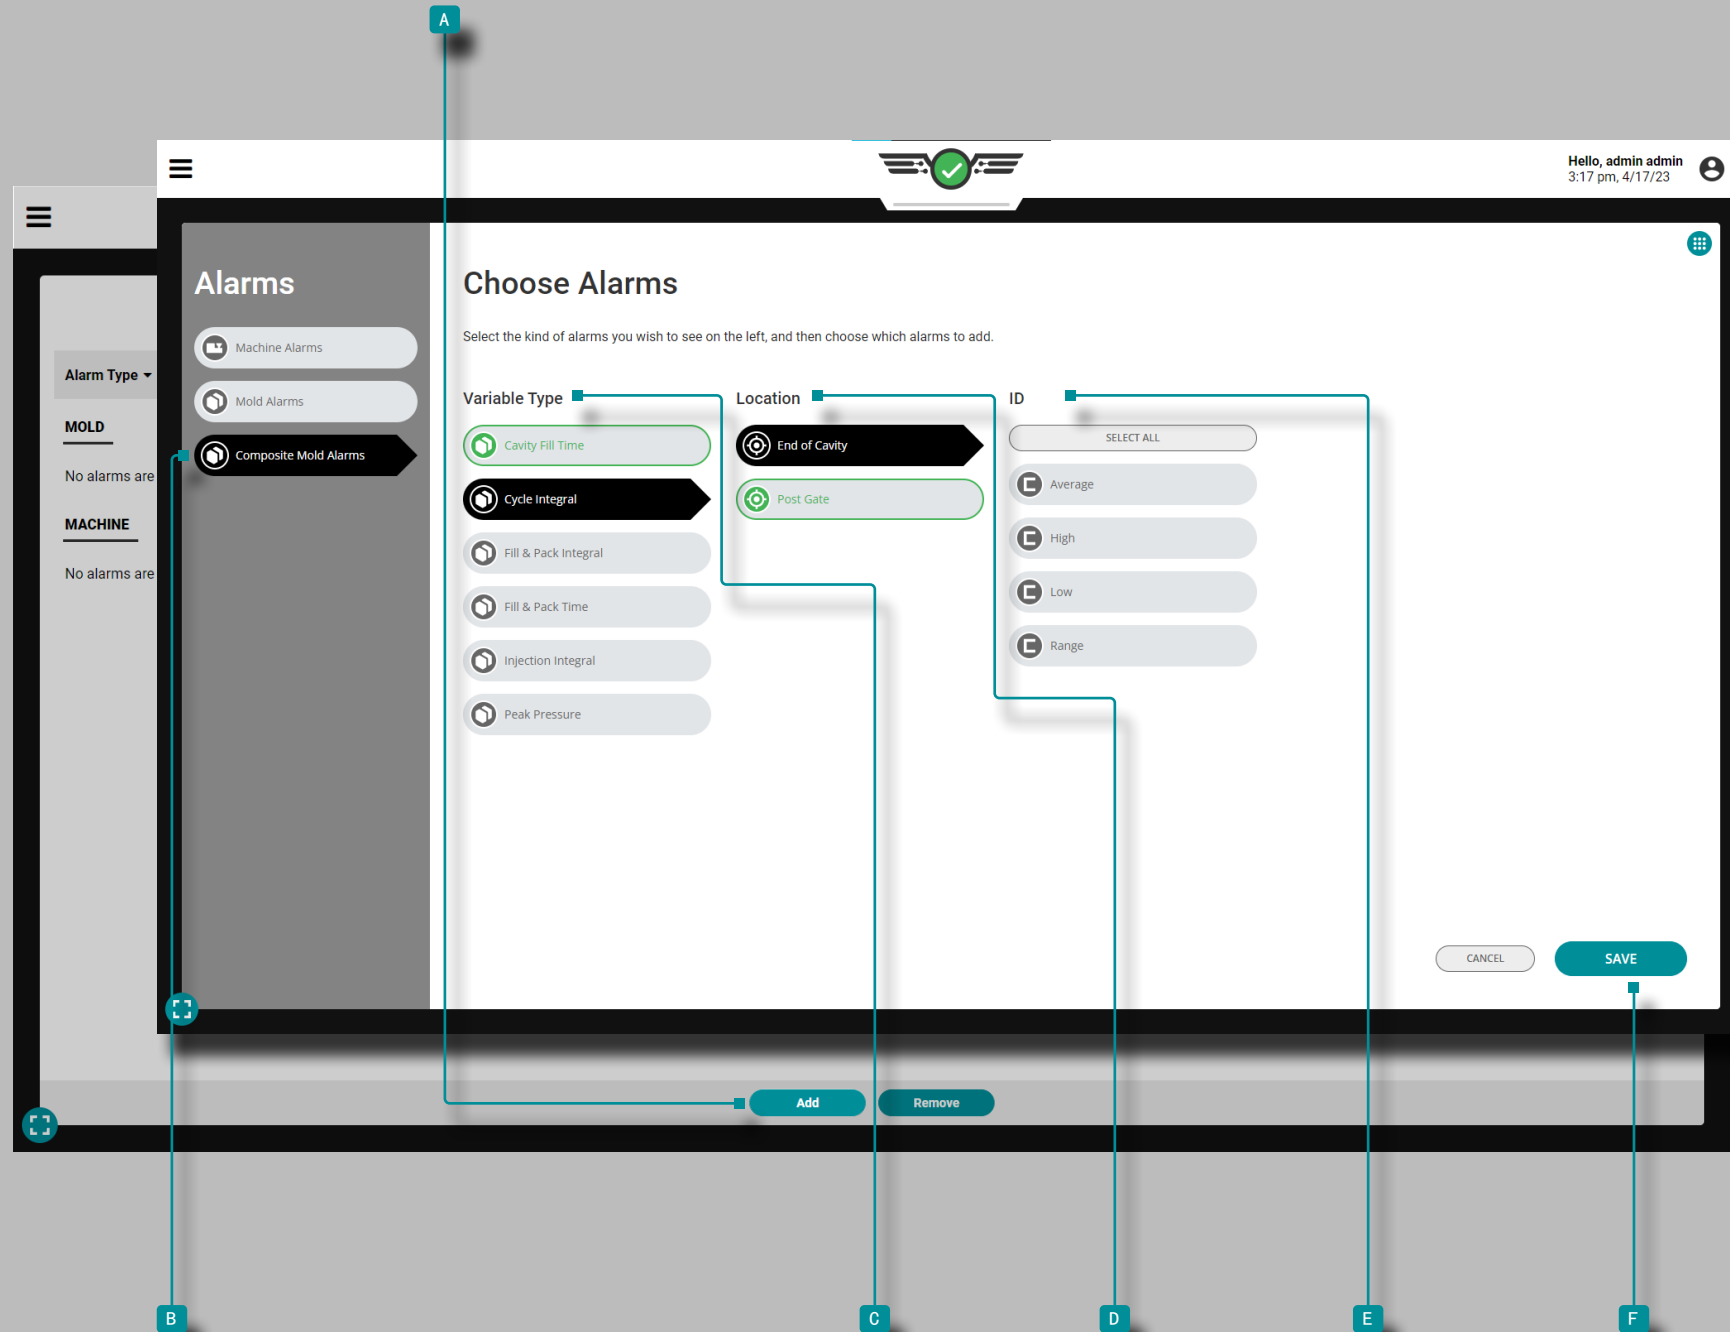 A
Hello, admin admin
3:17 pm, 4/17/23
Alarms
Machine Alarms
Mold Alarms
Composite Mold Alarms
Choose Alarms
Select the kind of alarms you wish to see on the left, and then choose which alarms to add.
Variable Type
Cavity Fill Time
Cycle Integral
Fill & Pack Integral
Fill & Pack Time
Injection Integral
Peak Pressure
Location
End of Cavity
Post Gate
ID
SELECT ALL
Average
High
Low
Range
CANCEL
SAVE
Alarm Type
MOLD
No alarms are
MACHINE
No alarms are
Add
Remove
B
C
D
E
F